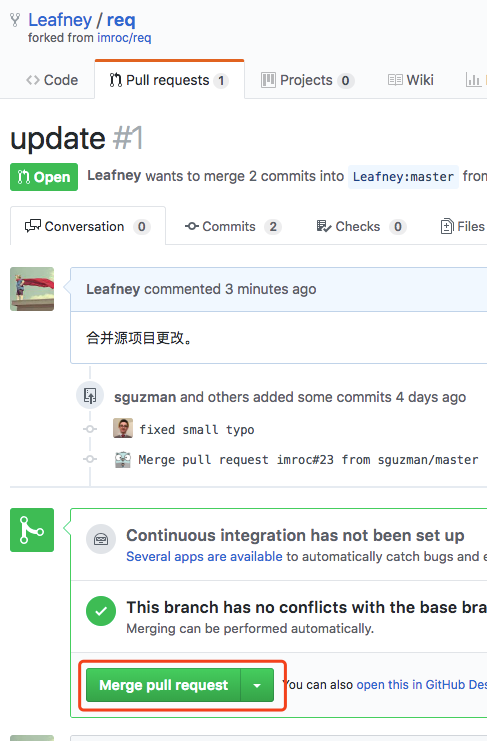 Leafney / req
forked from imroc/req
Code
Pull requests 1
Projects 0
Wiki
update #1
Open
Leafney wants to merge 2 commits into Leafney:master from
Conversation 0
Commits 2
Checks 0
Files
Leafney commented 3 minutes ago
合并源项目更改。
sguzman and others added some commits 4 days ago
fixed small typo
Merge pull request imroc#23 from sguzman/master
Continuous integration has not been set up
Several apps are available to automatically catch bugs and e
This branch has no conflicts with the base bra
Merging can be performed automatically.
Merge pull request
You can also open this in GitHub Des